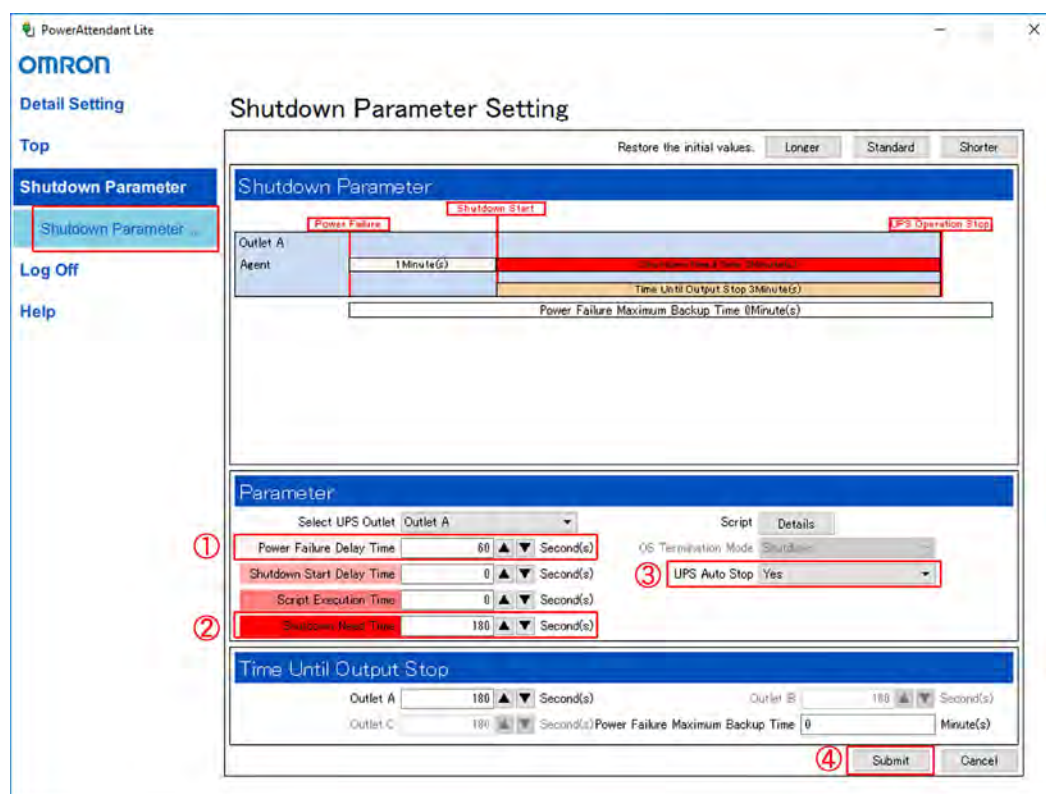 PowerAttendant Lite
OMRON
Detail Setting
Top
Shutdown Parameter
Shutdown Parameter ...
Log Off
Help
Shutdown Parameter Setting
Restore the initial values. Longer Standard Shorter
Shutdown Parameter
Shutdown Start
Power Failure UPS Operation Stop
Outlet A
Agent 1Minute(s) Shutdown Need Time 3Minute(s)
Time Until Output Stop 3Minute(s)
Power Failure Maximum Backup Time 0Minute(s)
Parameter
Select UPS Outlet Outlet A Script Details
① Power Failure Delay Time 60 ▲ ▼ Second(s) OS Termination Mode Shutdown
Shutdown Start Delay Time 0 ▲ ▼ Second(s) ③ UPS Auto Stop Yes
Script Execution Time 0 ▲ ▼ Second(s)
② Shutdown Need Time 180 ▲ ▼ Second(s)
Time Until Output Stop
Outlet A 180 ▲ ▼ Second(s) Outlet B 180 ▲ ▼ Second(s)
Outlet C 180 ▲ ▼ Second(s) Power Failure Maximum Backup Time 0 Minute(s)
④ Submit Cancel